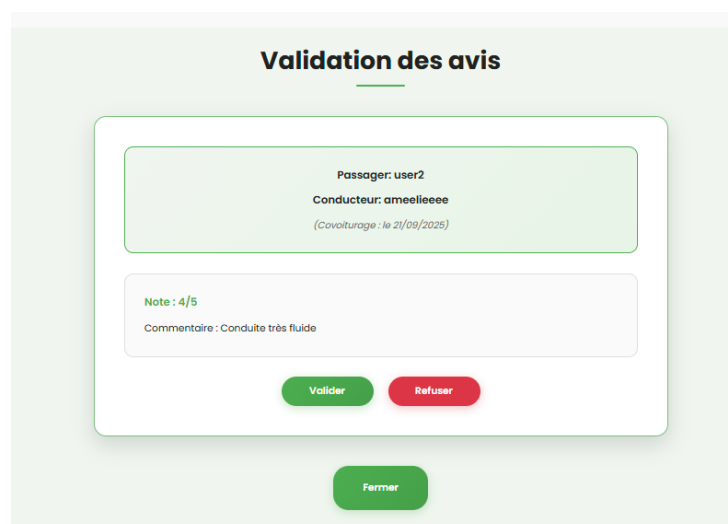 Validation des avis
Passager: user2
Conducteur: ameelieeee
(Covoiturage : le 21/09/2025)
Note : 4/5
Commentaire : Conduite très fluide
Valider Refuser
Fermer